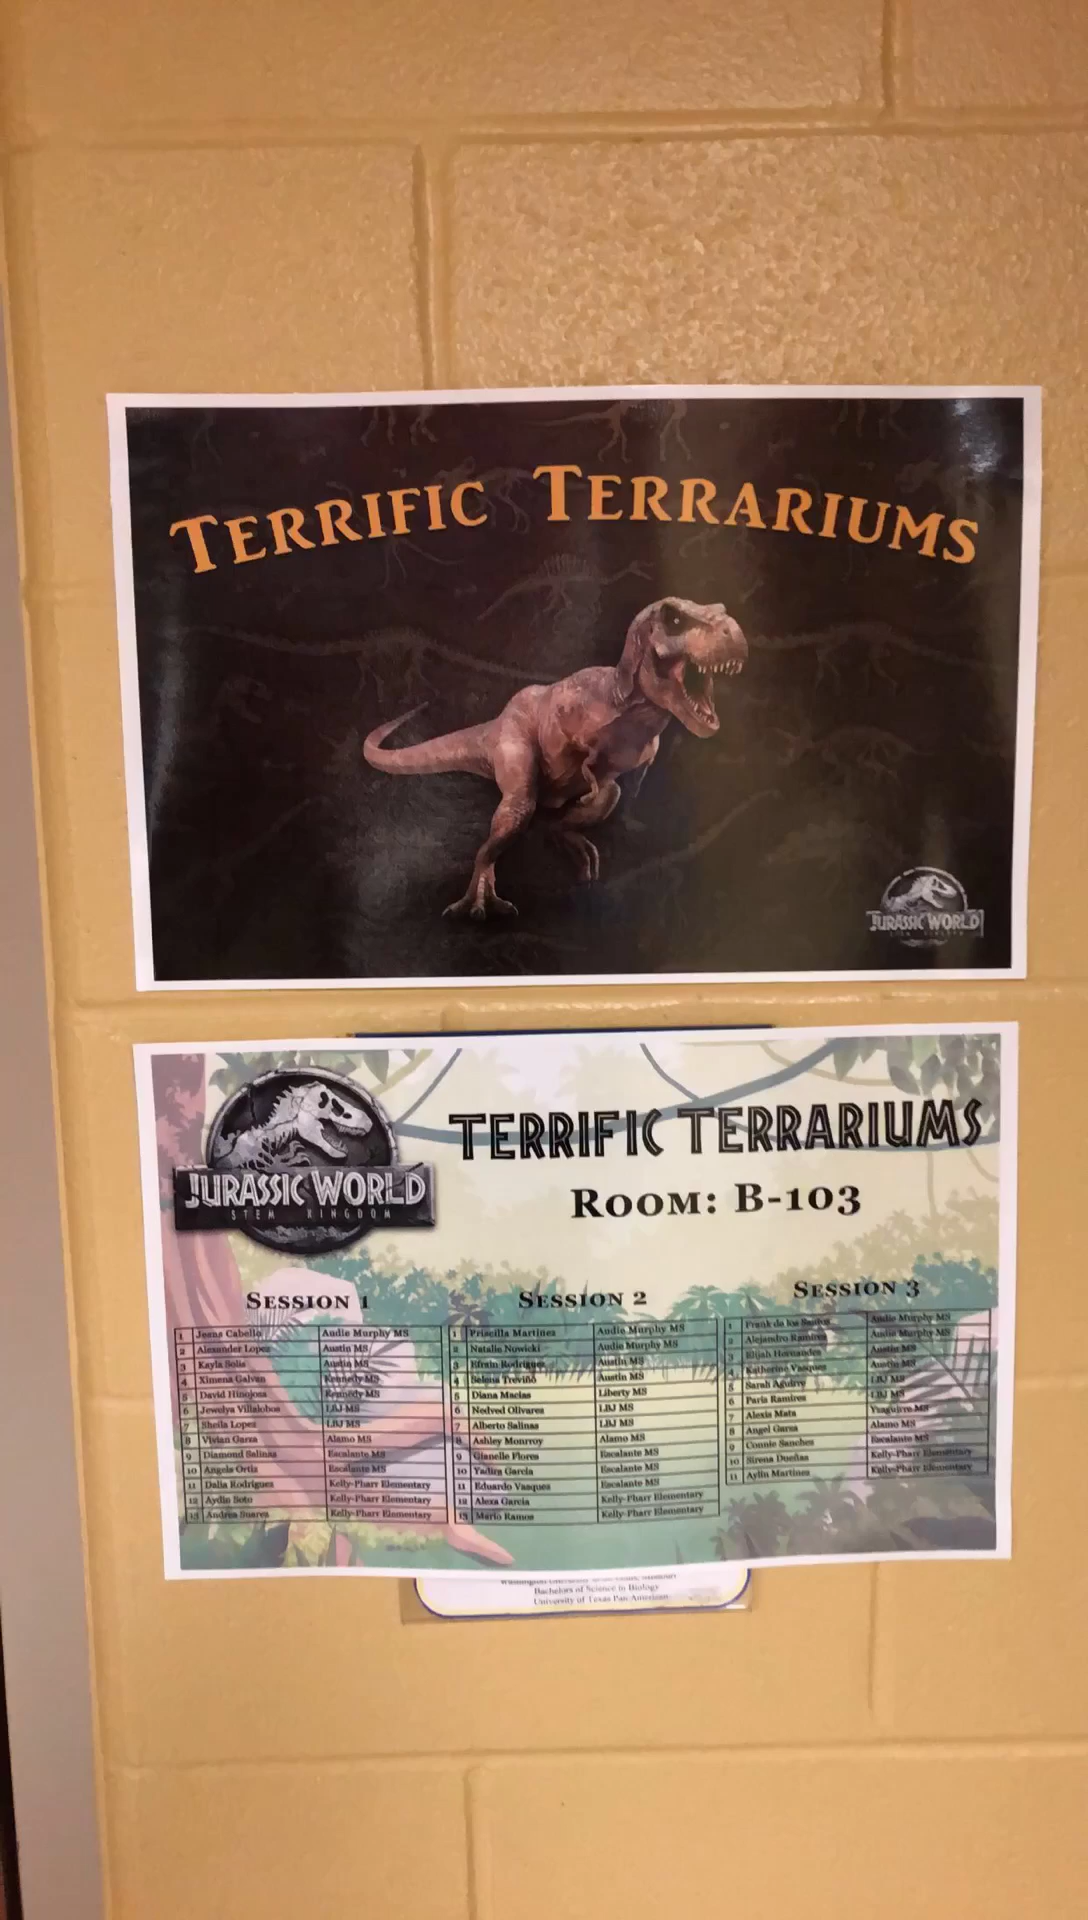 TERRIFIC TERRARIUMS
JURASSIC WORLD
TERRIFIC TERRARIUMS
JURASSIC WORLD
STEM KINGDOM
ROOM: B-103
SESSION 1
1 Jeana Cabello Audie Murphy MS
2 Alexander Lopez Austin MS
3 Kayla Solis Austin MS
4 Ximena Galvan Kennedy MS
5 David Hinojosa Kennedy MS
6 Jewelya Villalobos LBJ MS
7 Sheila Lopez LBJ MS
8 Vivian Garza Alamo MS
9 Diamond Salinas Escalante MS
10 Angela Ortiz Escalante MS
11 Dalia Rodriguez Kelly-Pharr Elementary
12 Aydin Soto Kelly-Pharr Elementary
13 Andrea Suarez Kelly-Pharr Elementary
SESSION 2
1 Priscilla Martinez Audie Murphy MS
2 Natalie Nowicki Audie Murphy MS
3 Efrain Rodriguez Austin MS
4 Selena Treviño Austin MS
5 Diana Macias Liberty MS
6 Nedved Olivares LBJ MS
7 Alberto Salinas LBJ MS
8 Ashley Monrroy Alamo MS
9 Gianelle Flores Escalante MS
10 Yadira Garcia Escalante MS
11 Eduardo Vasquez Escalante MS
12 Alexa Garcia Kelly-Pharr Elementary
13 Mario Ramos Kelly-Pharr Elementary
SESSION 3
1 Frank de los Santos Audie Murphy MS
2 Alejandro Ramirez Audie Murphy MS
3 Elijah Hernandez Austin MS
4 Katherine Vasquez Austin MS
5 Sarah Aguirre LBJ MS
6 Paris Ramirez LBJ MS
7 Alexis Mata Yzaguirre MS
8 Angel Garza Alamo MS
9 Connie Sanchez Escalante MS
10 Sirena Dueñas Kelly-Pharr Elementary
11 Aylin Martinez Kelly-Pharr Elementary
Bachelors of Science in Biology
University of Texas Pan American